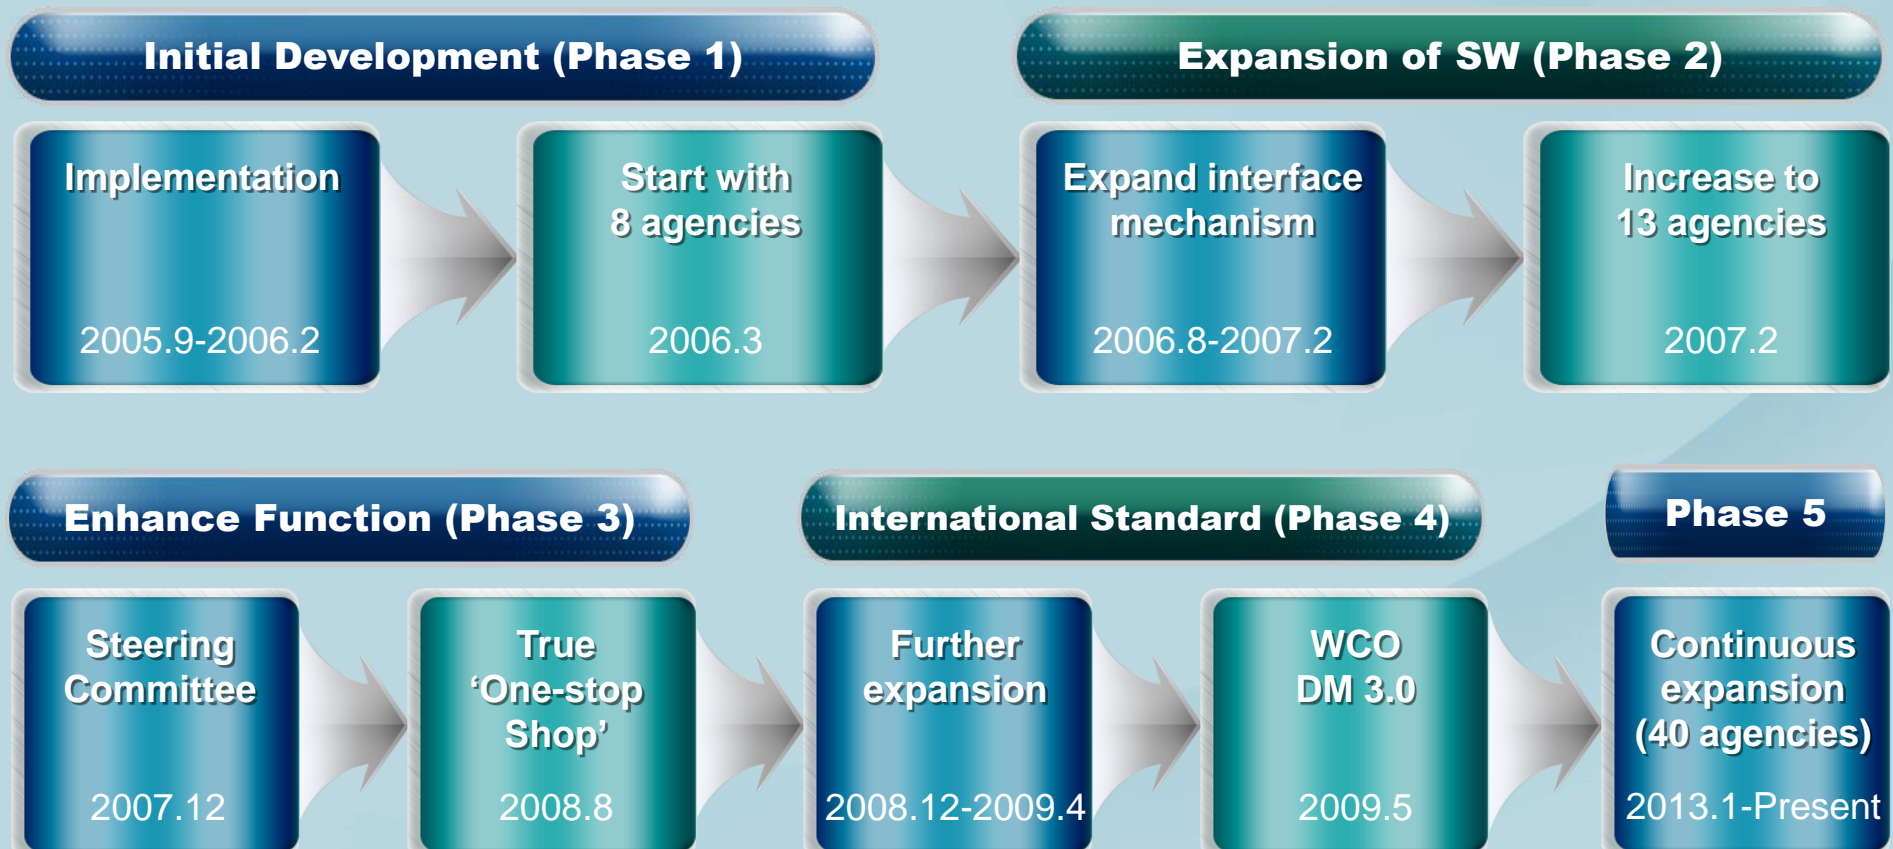 Initial Development (Phase 1)
Expansion of SW (Phase 2)
Implementation
2005.9-2006.2
Start with
8 agencies
2006.3
Expand interface
mechanism
2006.8-2007.2
Increase to
13 agencies
2007.2
Enhance Function (Phase 3)
International Standard (Phase 4)
Phase 5
Steering
Committee
2007.12
True
‘One-stop
Shop’
2008.8
Further
expansion
2008.12-2009.4
WCO
DM 3.0
2009.5
Continuous
expansion
(40 agencies)
2013.1-Present